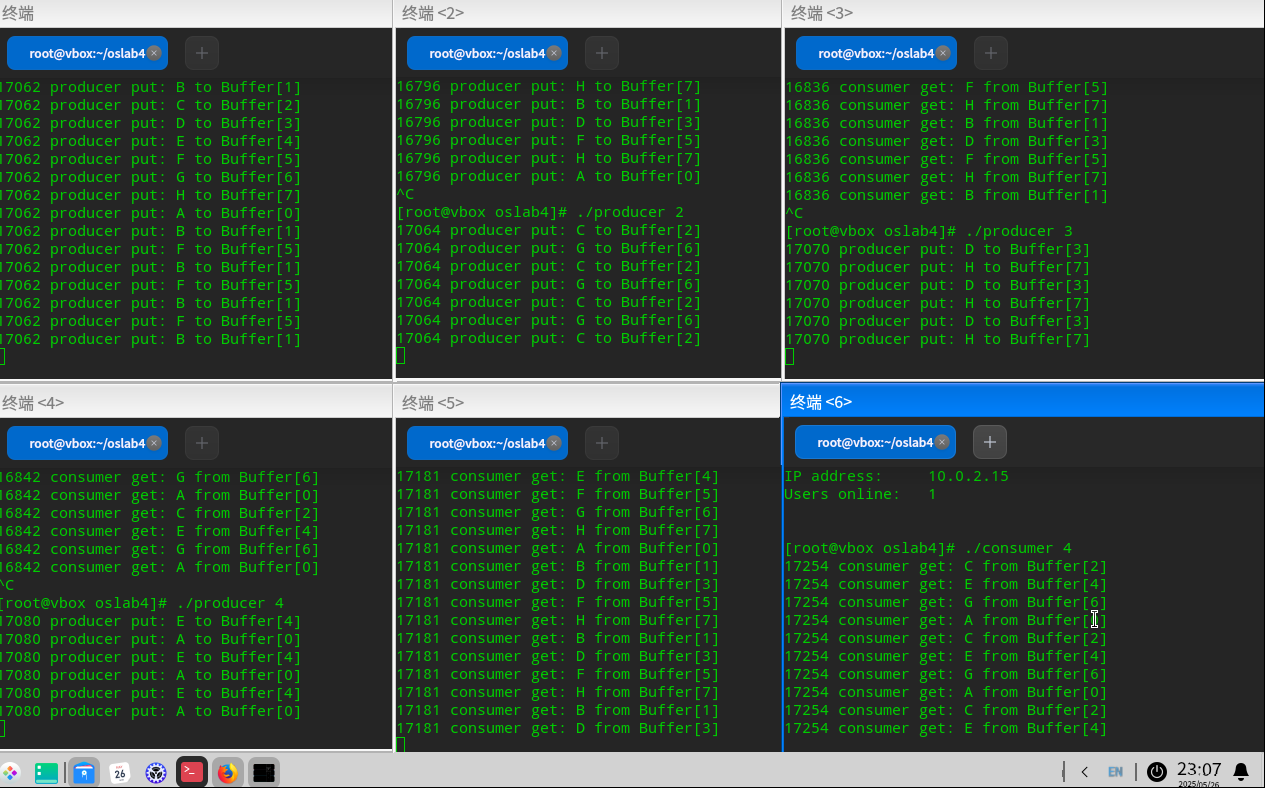 终端
root@vbox:~/oslab4
17062 producer put: B to Buffer[1]
17062 producer put: C to Buffer[2]
17062 producer put: D to Buffer[3]
17062 producer put: E to Buffer[4]
17062 producer put: F to Buffer[5]
17062 producer put: G to Buffer[6]
17062 producer put: H to Buffer[7]
17062 producer put: A to Buffer[0]
17062 producer put: B to Buffer[1]
17062 producer put: F to Buffer[5]
17062 producer put: B to Buffer[1]
17062 producer put: F to Buffer[5]
17062 producer put: B to Buffer[1]
17062 producer put: F to Buffer[5]
17062 producer put: B to Buffer[1]
终端 <2>
root@vbox:~/oslab4
16796 producer put: H to Buffer[7]
16796 producer put: B to Buffer[1]
16796 producer put: D to Buffer[3]
16796 producer put: F to Buffer[5]
16796 producer put: H to Buffer[7]
16796 producer put: A to Buffer[0]
^C
[root@vbox oslab4]# ./producer 2
17064 producer put: C to Buffer[2]
17064 producer put: G to Buffer[6]
17064 producer put: C to Buffer[2]
17064 producer put: G to Buffer[6]
17064 producer put: C to Buffer[2]
17064 producer put: G to Buffer[6]
17064 producer put: C to Buffer[2]
终端 <3>
root@vbox:~/oslab4
16836 consumer get: F from Buffer[5]
16836 consumer get: H from Buffer[7]
16836 consumer get: B from Buffer[1]
16836 consumer get: D from Buffer[3]
16836 consumer get: F from Buffer[5]
16836 consumer get: H from Buffer[7]
16836 consumer get: B from Buffer[1]
^C
[root@vbox oslab4]# ./producer 3
17070 producer put: D to Buffer[3]
17070 producer put: H to Buffer[7]
17070 producer put: D to Buffer[3]
17070 producer put: H to Buffer[7]
17070 producer put: D to Buffer[3]
17070 producer put: H to Buffer[7]
终端 <4>
root@vbox:~/oslab4
16842 consumer get: G from Buffer[6]
16842 consumer get: A from Buffer[0]
16842 consumer get: C from Buffer[2]
16842 consumer get: E from Buffer[4]
16842 consumer get: G from Buffer[6]
16842 consumer get: A from Buffer[0]
^C
[root@vbox oslab4]# ./producer 4
17080 producer put: E to Buffer[4]
17080 producer put: A to Buffer[0]
17080 producer put: E to Buffer[4]
17080 producer put: A to Buffer[0]
17080 producer put: E to Buffer[4]
17080 producer put: A to Buffer[0]
终端 <5>
root@vbox:~/oslab4
17181 consumer get: E from Buffer[4]
17181 consumer get: F from Buffer[5]
17181 consumer get: G from Buffer[6]
17181 consumer get: H from Buffer[7]
17181 consumer get: A from Buffer[0]
17181 consumer get: B from Buffer[1]
17181 consumer get: D from Buffer[3]
17181 consumer get: F from Buffer[5]
17181 consumer get: H from Buffer[7]
17181 consumer get: B from Buffer[1]
17181 consumer get: D from Buffer[3]
17181 consumer get: F from Buffer[5]
17181 consumer get: H from Buffer[7]
17181 consumer get: B from Buffer[1]
17181 consumer get: D from Buffer[3]
终端 <6>
root@vbox:~/oslab4
IP address: 10.0.2.15
Users online: 1
[root@vbox oslab4]# ./consumer 4
17254 consumer get: C from Buffer[2]
17254 consumer get: E from Buffer[4]
17254 consumer get: G from Buffer[6]
17254 consumer get: A from Buffer[ ]
17254 consumer get: C from Buffer[2]
17254 consumer get: E from Buffer[4]
17254 consumer get: G from Buffer[6]
17254 consumer get: A from Buffer[0]
17254 consumer get: C from Buffer[2]
17254 consumer get: E from Buffer[4]
26
EN
23:07
2025/05/26